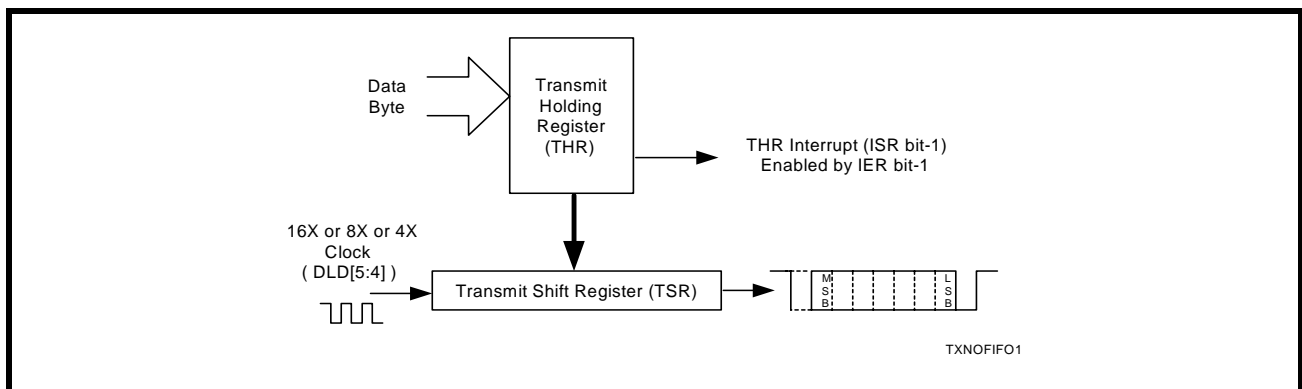 Data
Byte
Transmit
Holding
Register
(THR)
THR Interrupt (ISR bit-1)
Enabled by IER bit-1
16X or 8X or 4X
Clock
( DLD[5:4] )
Transmit Shift Register (TSR)
M
S
B
L
S
B
TXNOFIFO1